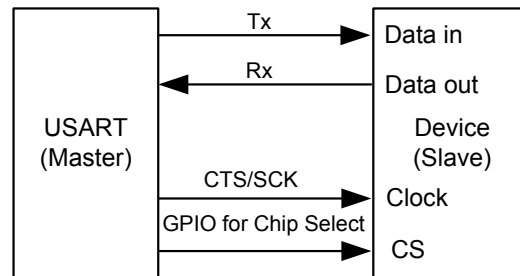 Tx
Data in
Rx
Data out
USART
(Master)
Device
(Slave)
CTS/SCK
Clock
GPIO for Chip Select
CS